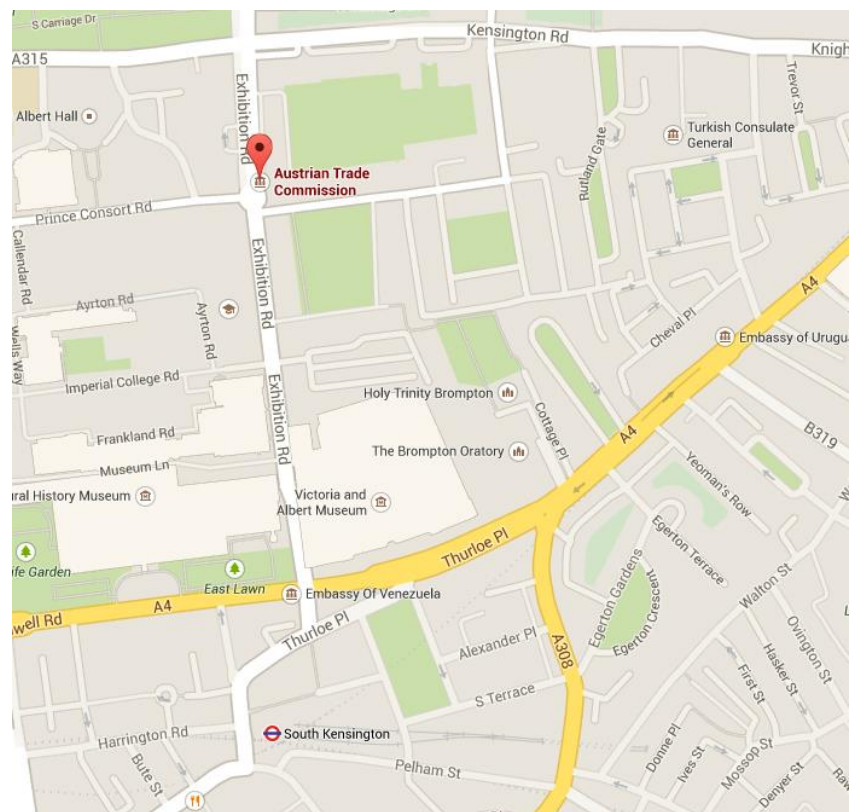 S Carriage Dr
Kensington Rd
A315
Knigh
Exhibition Rd
Trevor St
Albert Hall
Turkish Consulate
General
Rutland Gate
Austrian Trade
Commission
Prince Consort Rd
Callendar Rd
Exhibition Rd
A4
Ayrton Rd
Ayrton Rd
Cheval Pl
Wells Way
Embassy of Urugua
Imperial College Rd
Exhibition Rd
Holy Trinity Brompton
Cottage Pl
B319
Frankland Rd
A4
The Brompton Oratory
Museum Ln
Yeoman's Row
ural History Museum
Victoria and
Albert Museum
Egerton Terrace
Thurloe Pl
ife Garden
East Lawn
Embassy Of Venezuela
A4
well Rd
Thurloe Pl
Egerton Gardens
Egerton Crescent
Walton St
Alexander Pl
A308
Ovington St
Hasker St
First St
S Terrace
South Kensington
Harrington Rd
Bute St
Pelham St
Donne Pl
Ives St
Mossop St
Denyer St